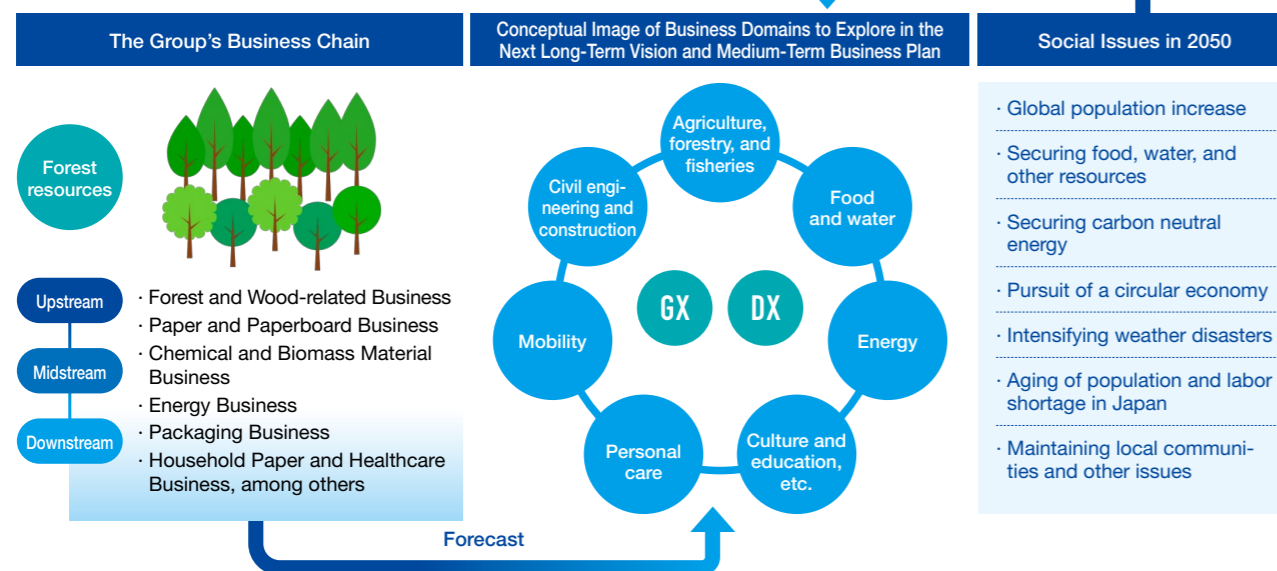 The Group's Business Chain
Forest
resources
Upstream
Midstream
Downstream
· Forest and Wood-related Business
· Paper and Paperboard Business
· Chemical and Biomass Material
Business
· Energy Business
· Packaging Business
· Household Paper and Healthcare
Business, among others
Forecast
Conceptual Image of Business Domains to Explore in the
Next Long-Term Vision and Medium-Term Business Plan
Agriculture,
forestry, and
fisheries
Food
and water
Energy
Culture and
education,
etc.
Personal
care
Mobility
Civil engi-
neering and
construction
GX
DX
Social Issues in 2050
· Global population increase
· Securing food, water, and
other resources
· Securing carbon neutral
energy
· Pursuit of a circular economy
· Intensifying weather disasters
· Aging of population and labor
shortage in Japan
· Maintaining local communi-
ties and other issues